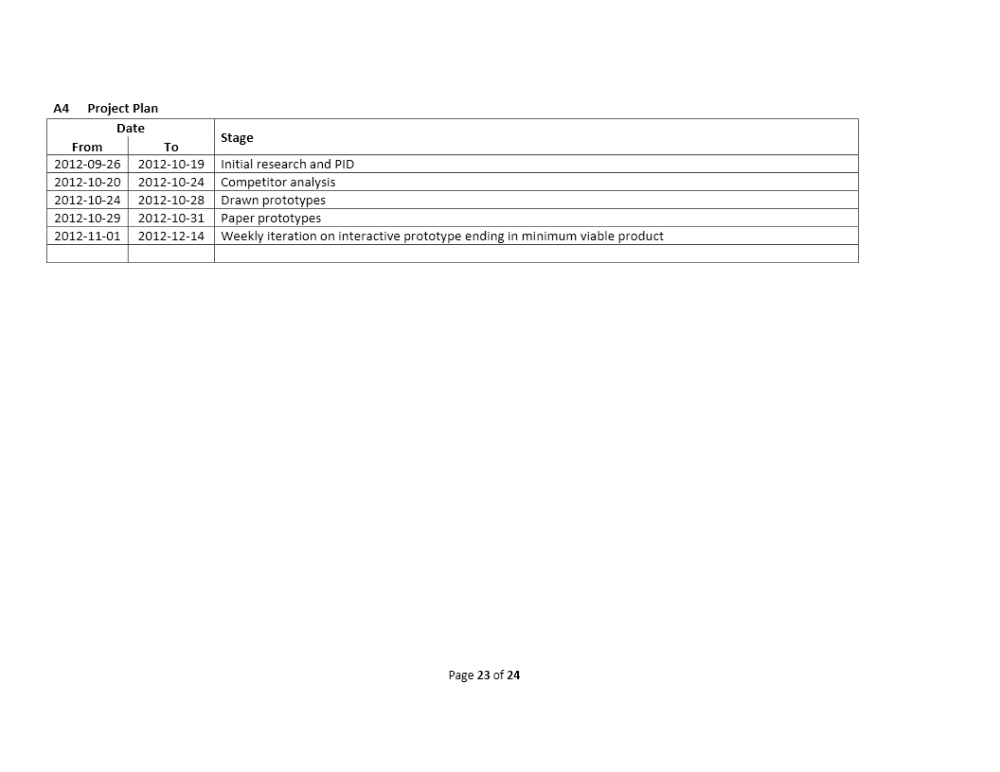 A4 Project Plan
Date
Stage
From To
2012-09-26 2012-10-19 Initial research and PID
2012-10-20 2012-10-24 Competitor analysis
2012-10-24 2012-10-28 Drawn prototypes
2012-10-29 2012-10-31 Paper prototypes
2012-11-01 2012-12-14 Weekly iteration on interactive prototype ending in minimum viable product
Page 23 of 24